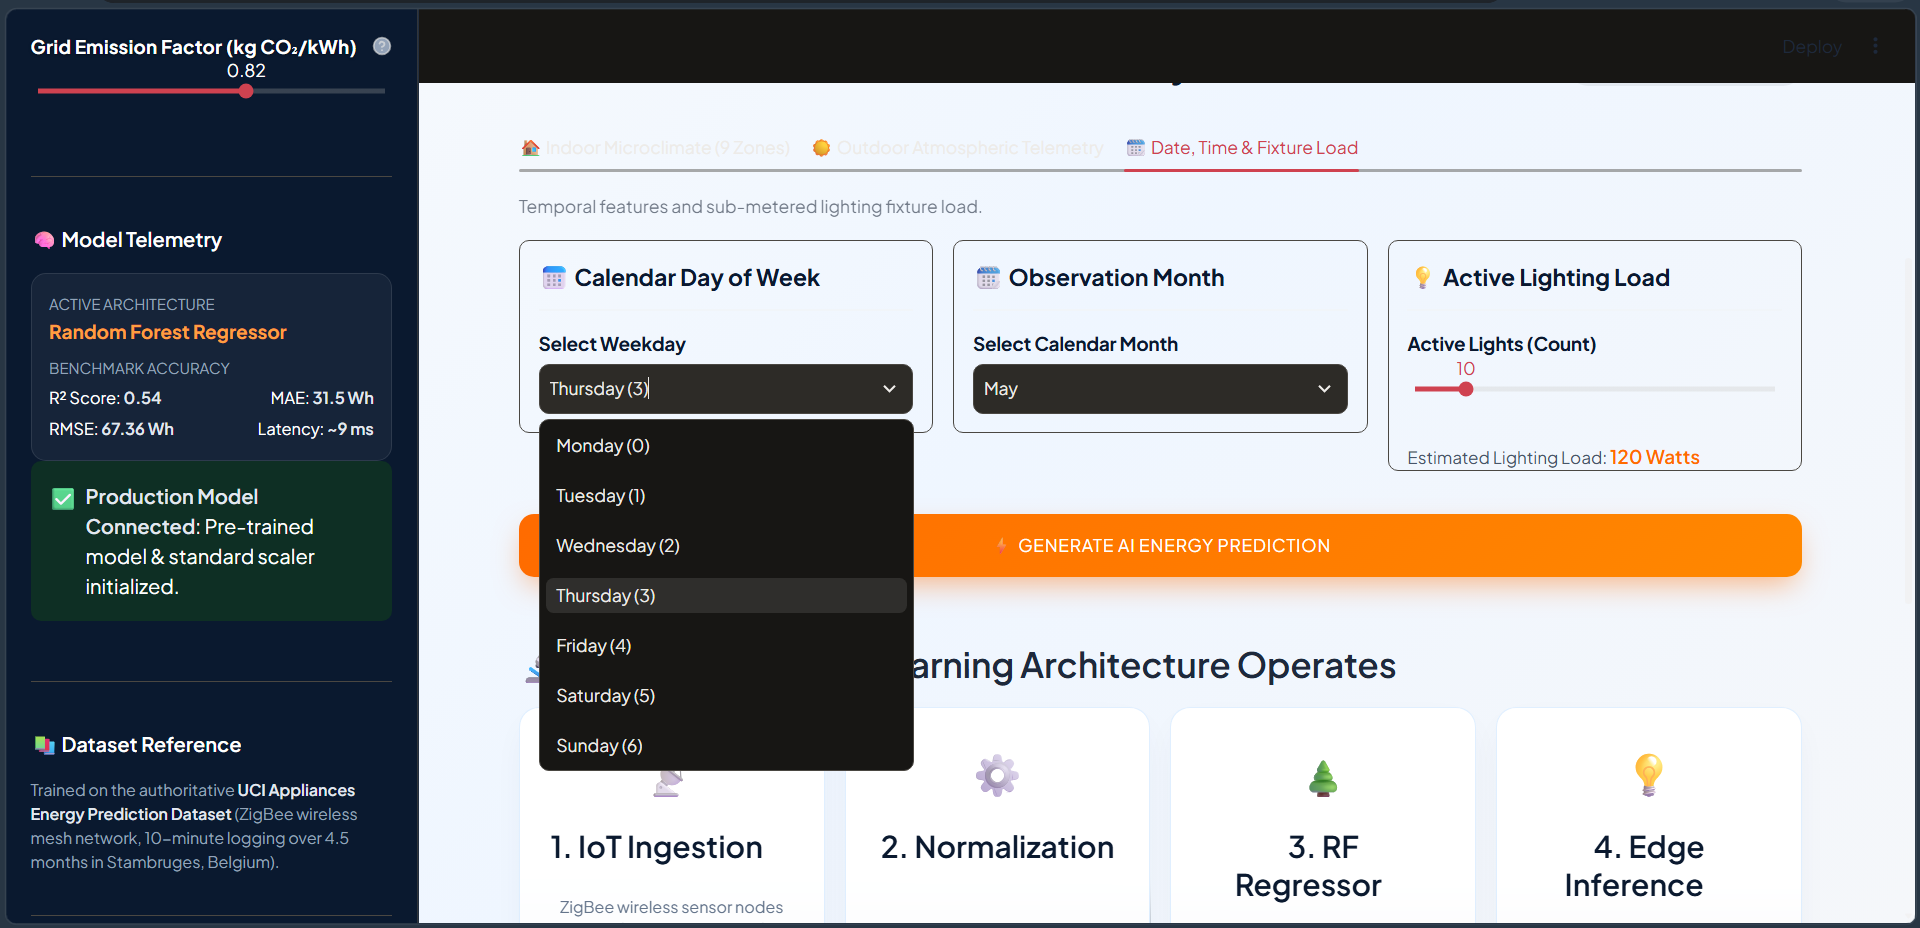 Grid Emission Factor (kg CO₂/kWh)
0.82
Model Telemetry
ACTIVE ARCHITECTURE
Random Forest Regressor
BENCHMARK ACCURACY
R² Score: 0.54 MAE: 31.5 Wh
RMSE: 67.36 Wh Latency: ~9 ms
Production Model
Connected: Pre-trained
model & standard scaler
initialized.
Dataset Reference
Trained on the authoritative UCI Appliances
Energy Prediction Dataset (ZigBee wireless
mesh network, 10-minute logging over 4.5
months in Stambruges, Belgium).
Deploy
Indoor Microclimate (9 Zones) Outdoor Atmospheric Telemetry Date, Time & Fixture Load
Temporal features and sub-metered lighting fixture load.
Calendar Day of Week
Select Weekday
Thursday (3)
Monday (0)
Tuesday (1)
Wednesday (2)
Thursday (3)
Friday (4)
Saturday (5)
Sunday (6)
Observation Month
Select Calendar Month
May
Active Lighting Load
Active Lights (Count)
10
Estimated Lighting Load: 120 Watts
GENERATE AI ENERGY PREDICTION
arning Architecture Operates
1. IoT Ingestion
ZigBee wireless sensor nodes
2. Normalization
3. RF
Regressor
4. Edge
Inference